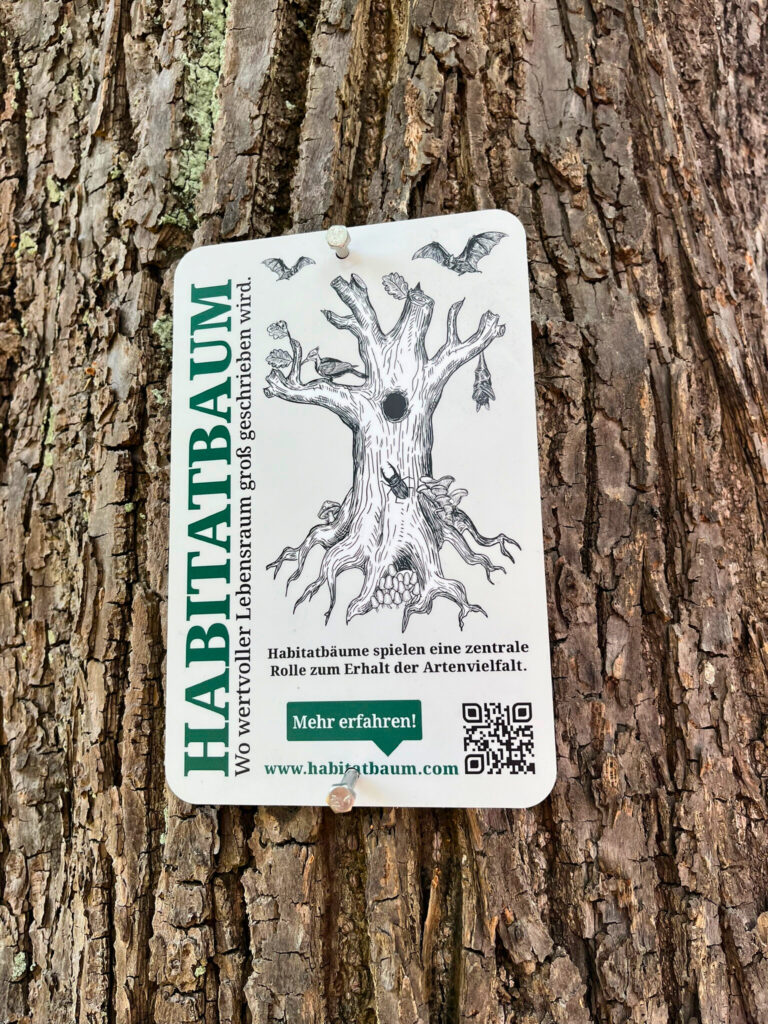 HABITATBAUM
Wo wertvoller Lebensraum groß geschrieben wird.
Habitatbäume spielen eine zentrale
Rolle zum Erhalt der Artenvielfalt.
Mehr erfahren!
www.habitatbaum.com